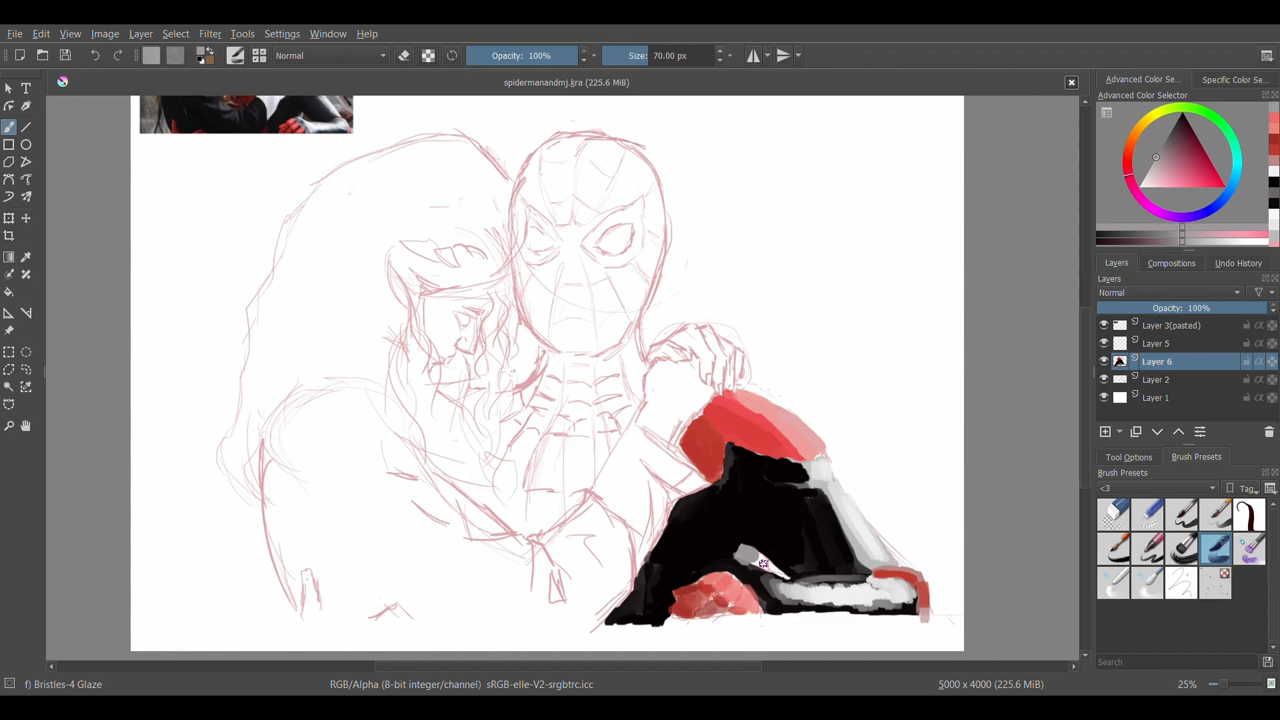 File Edit View Image Layer Select Filter Tools Settings Window Help
Normal Opacity: 100% Size: 70.00 px
spidermanandmj.kra (225.6 MiB)
Advanced Color Se... Specific Color Se...
Advanced Color Selector
Layers Compositions Undo History
Layers
Normal
Opacity: 100%
Layer 3(pasted)
Layer 5
Layer 6
Layer 2
Layer 1
Tool Options Brush Presets
Brush Presets
<3 Tag
Search
f) Bristles-4 Glaze RGB/Alpha (8-bit integer/channel) sRGB-elle-V2-srgbtrc.icc 5000 x 4000 (225.6 MiB) 25%